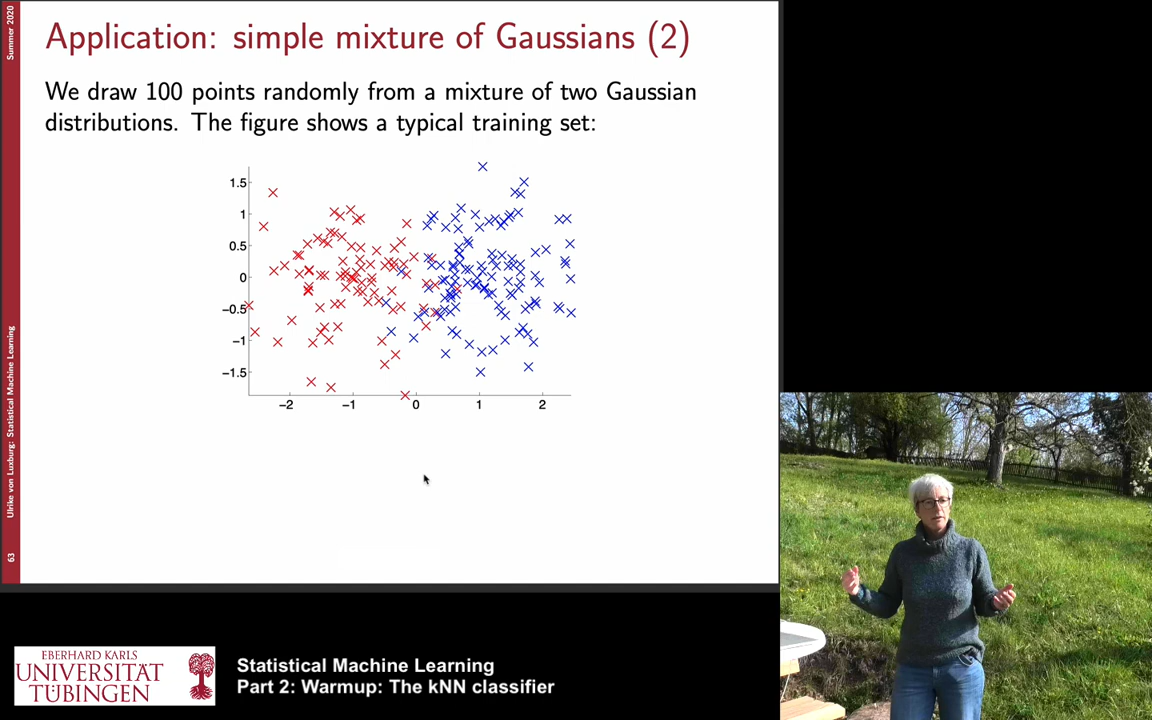 Summer 2020
Ulrike von Luxburg: Statistical Machine Learning
63
Application: simple mixture of Gaussians (2)
We draw 100 points randomly from a mixture of two Gaussian
distributions. The figure shows a typical training set:
1.5
1
0.5
0
−0.5
−1
−1.5
−2 −1 0 1 2
EBERHARD KARLS
UNIVERSITÄT
TÜBINGEN
Statistical Machine Learning
Part 2: Warmup: The kNN classifier